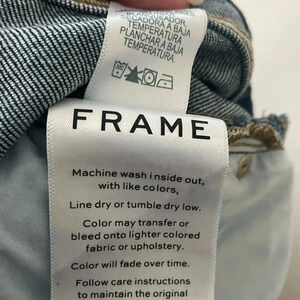 SECADORA A BAJA
TEMPERATURA
PLANCHAR A BAJA
TEMPERATURA.
FRAME
Machine wash inside out,
with like colors,
Line dry or tumble dry low.
Color may transfer or
bleed onto lighter colored
fabric or upholstery.
Color will fade over time.
Follow care instructions
to maintain the original